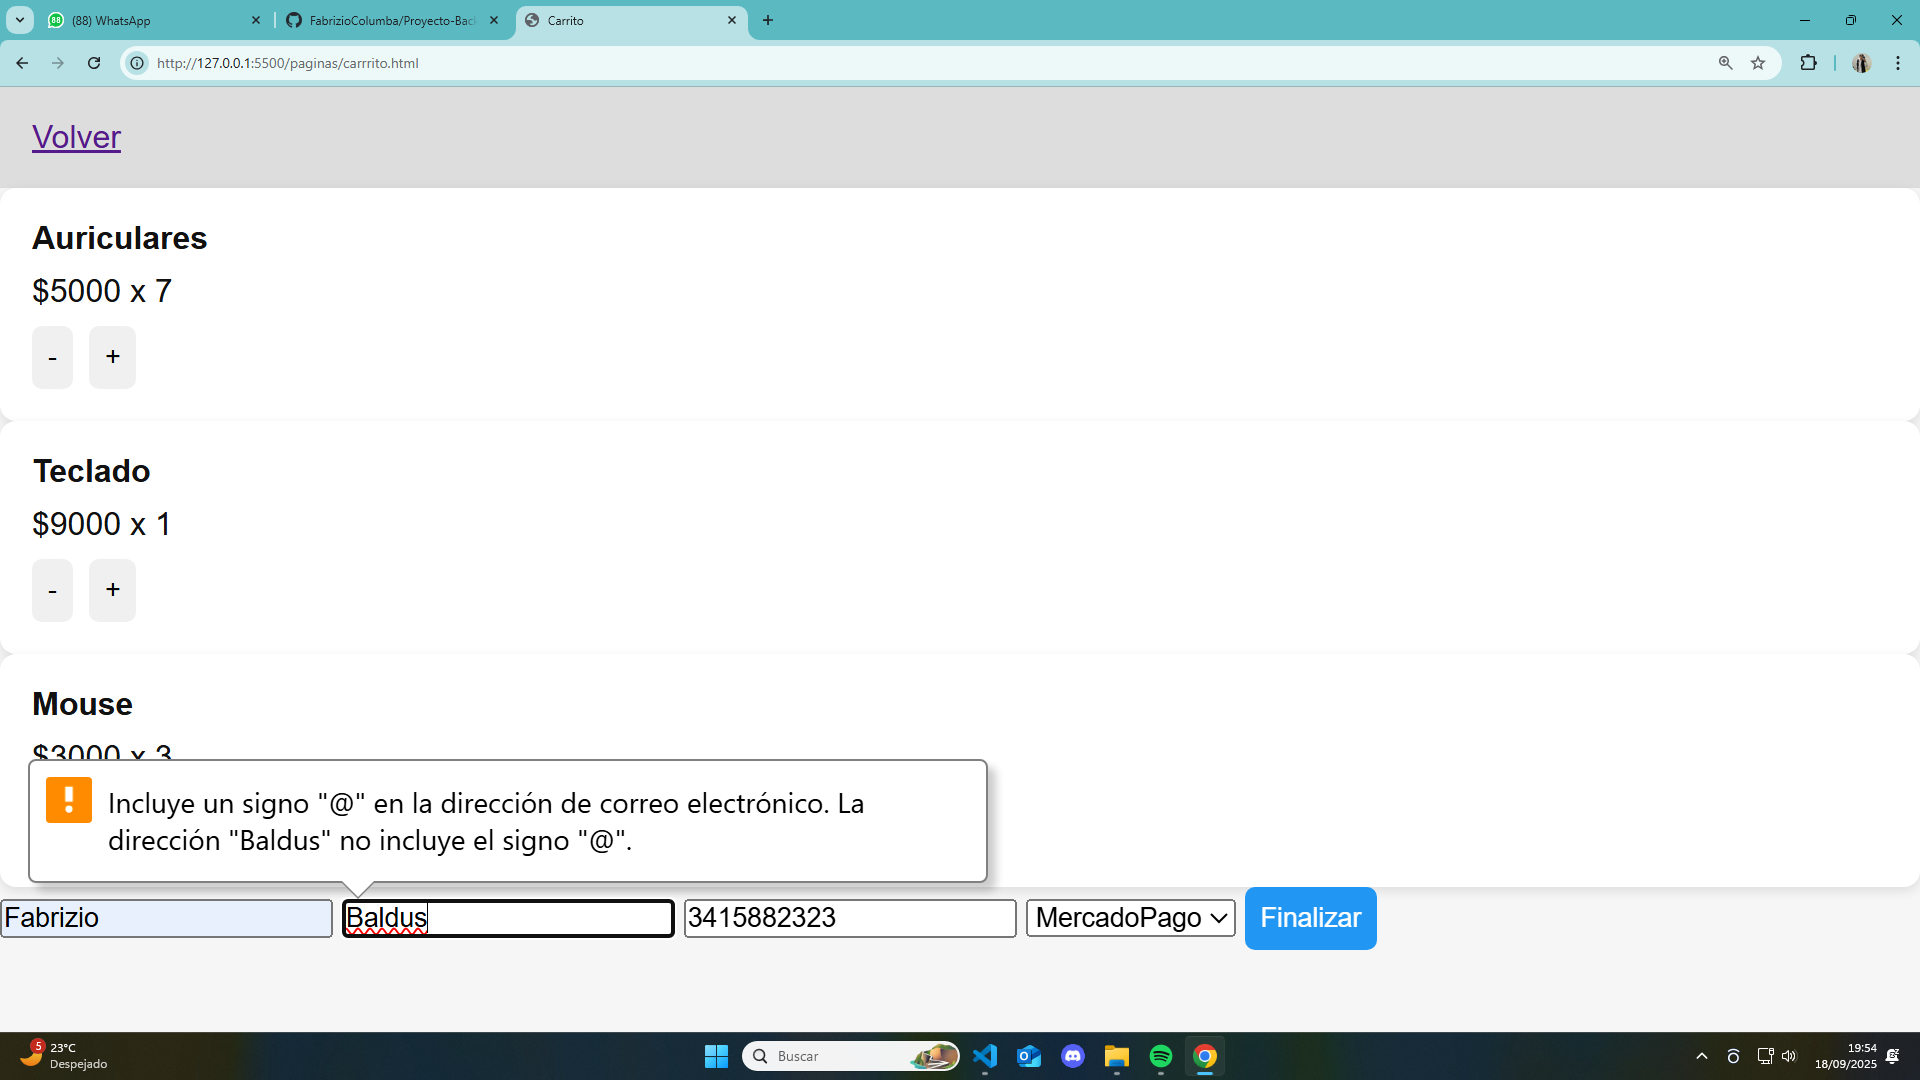 (88) WhatsApp
FabrizioColumba/Proyecto-Back
Carrito
http://127.0.0.1:5500/paginas/carrrito.html
Volver
Auriculares
$5000 x 7
- +
Teclado
$9000 x 1
- +
Mouse
$3000 x 3
Incluye un signo "@" en la dirección de correo electrónico. La
dirección "Baldus" no incluye el signo "@".
Fabrizio Baldus 3415882323 MercadoPago Finalizar
5 23°C
Despejado
Buscar
19:54
18/09/2025